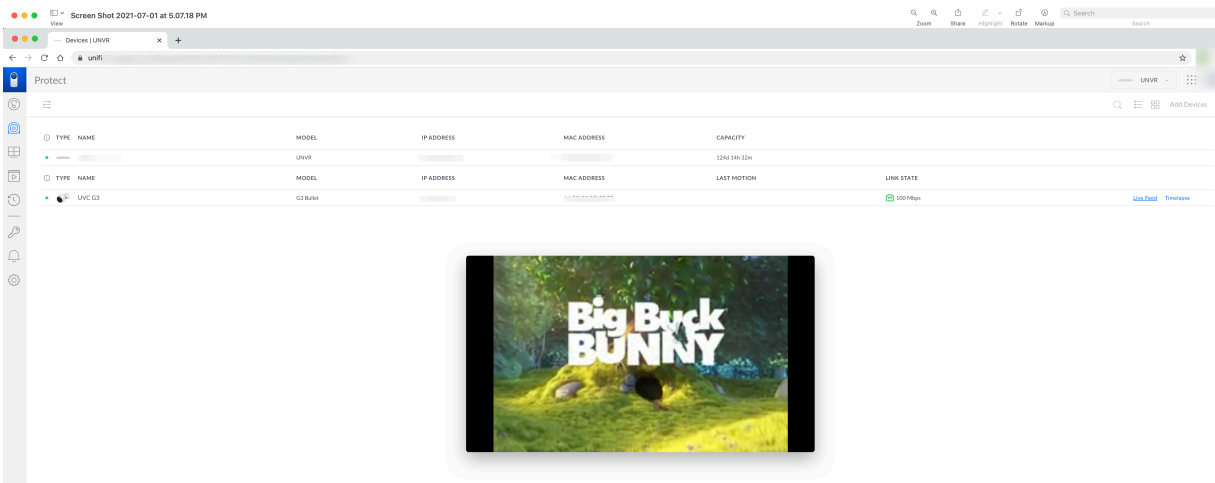 Screen Shot 2021-07-01 at 5.07.18 PM
View
Zoom Share Highlight Rotate Markup
Search
Search
Devices | UNVR
unifi
Protect
UNVR
Add Devices
TYPE NAME MODEL IP ADDRESS MAC ADDRESS CAPACITY
UNVR 124d 14h 32m
TYPE NAME MODEL IP ADDRESS MAC ADDRESS LAST MOTION LINK STATE
UVC G3 G3 Bullet 100 Mbps Live Feed Timelapse
Big Buck
BUNNY